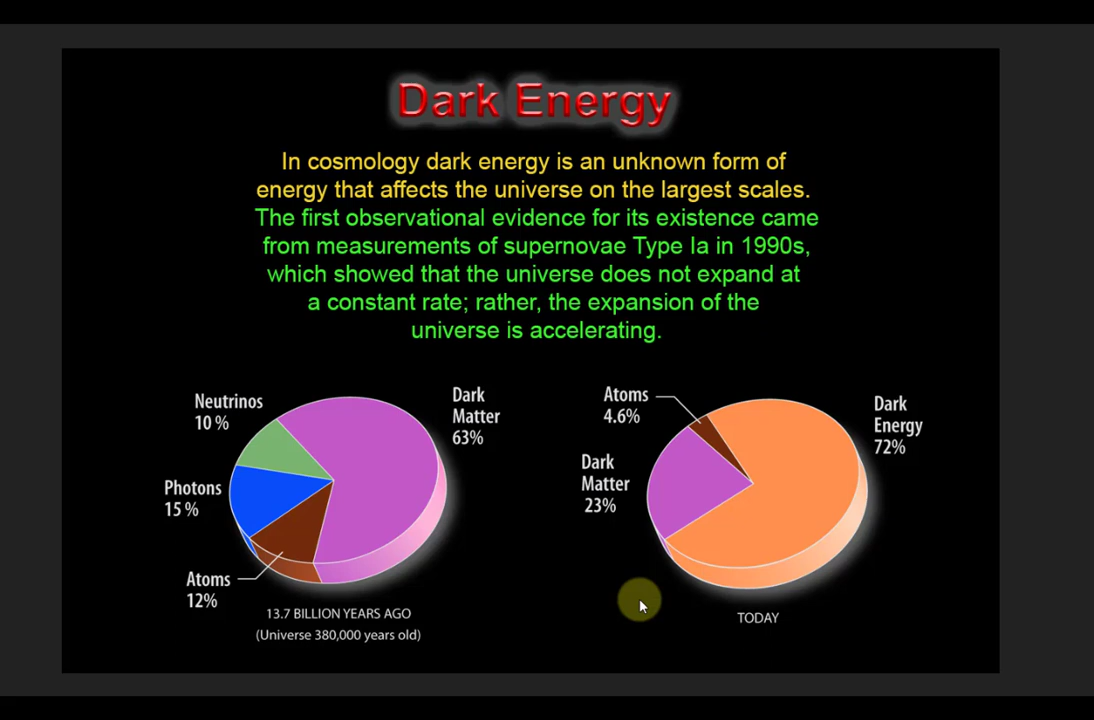 Dark Energy
In cosmology dark energy is an unknown form of
energy that affects the universe on the largest scales.
The first observational evidence for its existence came
from measurements of supernovae Type Ia in 1990s,
which showed that the universe does not expand at
a constant rate; rather, the expansion of the
universe is accelerating.
Neutrinos
10 %
Dark
Matter
63%
Photons
15 %
Atoms
12%
13.7 BILLION YEARS AGO
(Universe 380,000 years old)
Atoms
4.6%
Dark
Energy
72%
Dark
Matter
23%
TODAY